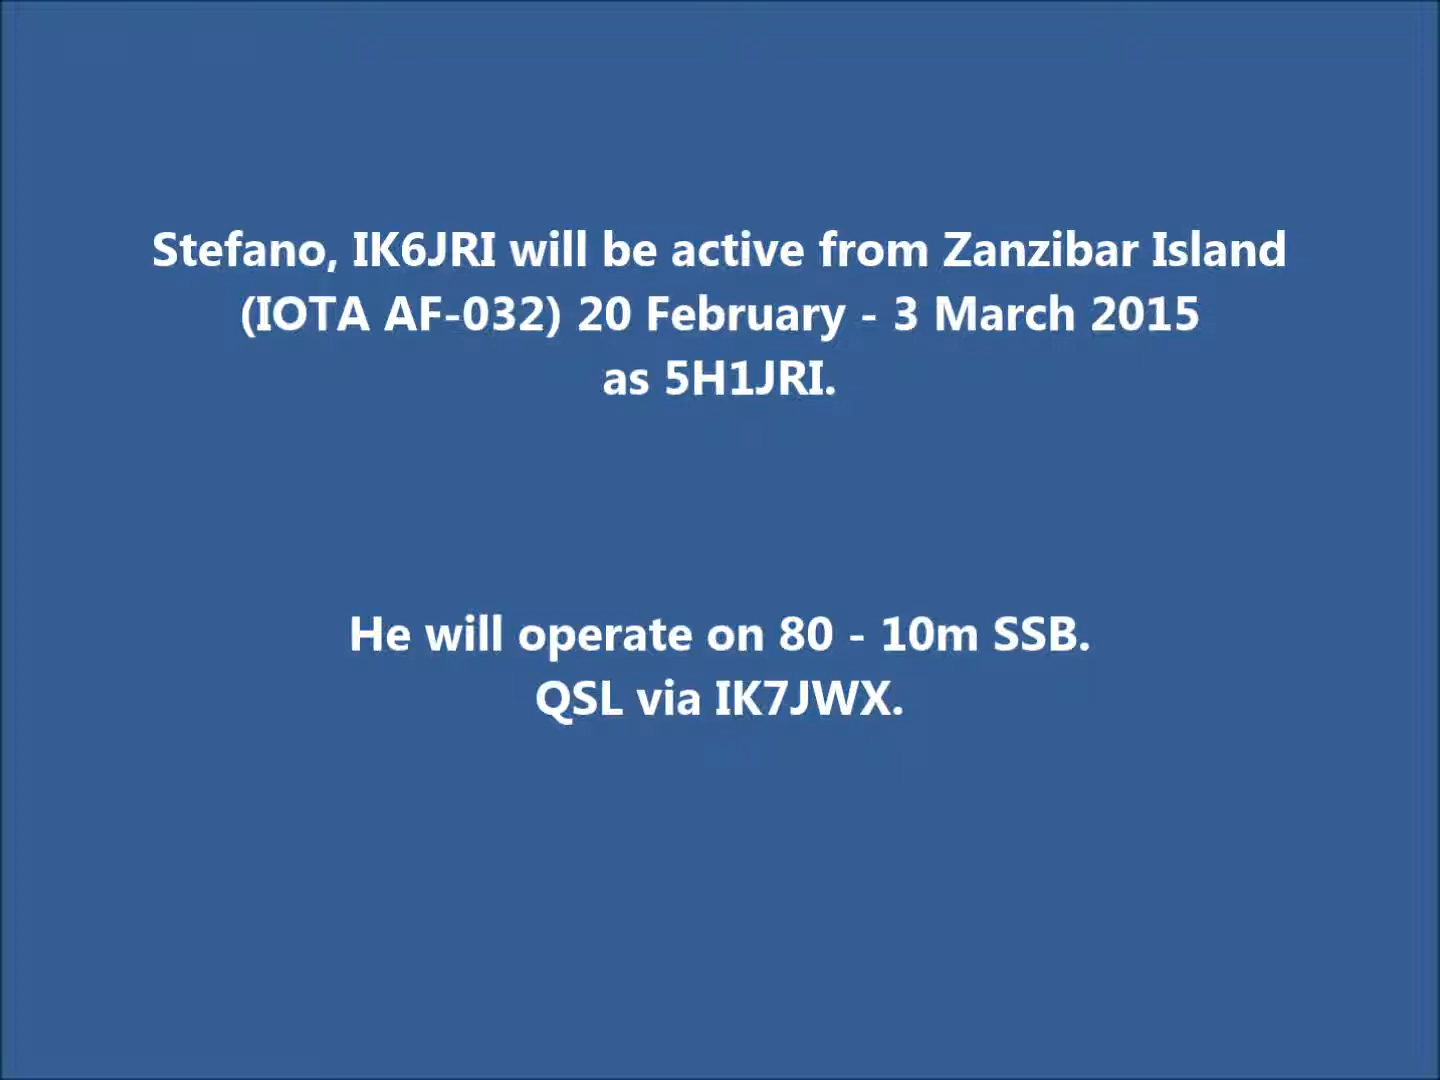 Stefano, IK6JRI will be active from Zanzibar Island
(IOTA AF-032) 20 February - 3 March 2015
as 5H1JRI.
He will operate on 80 - 10m SSB.
QSL via IK7JWX.